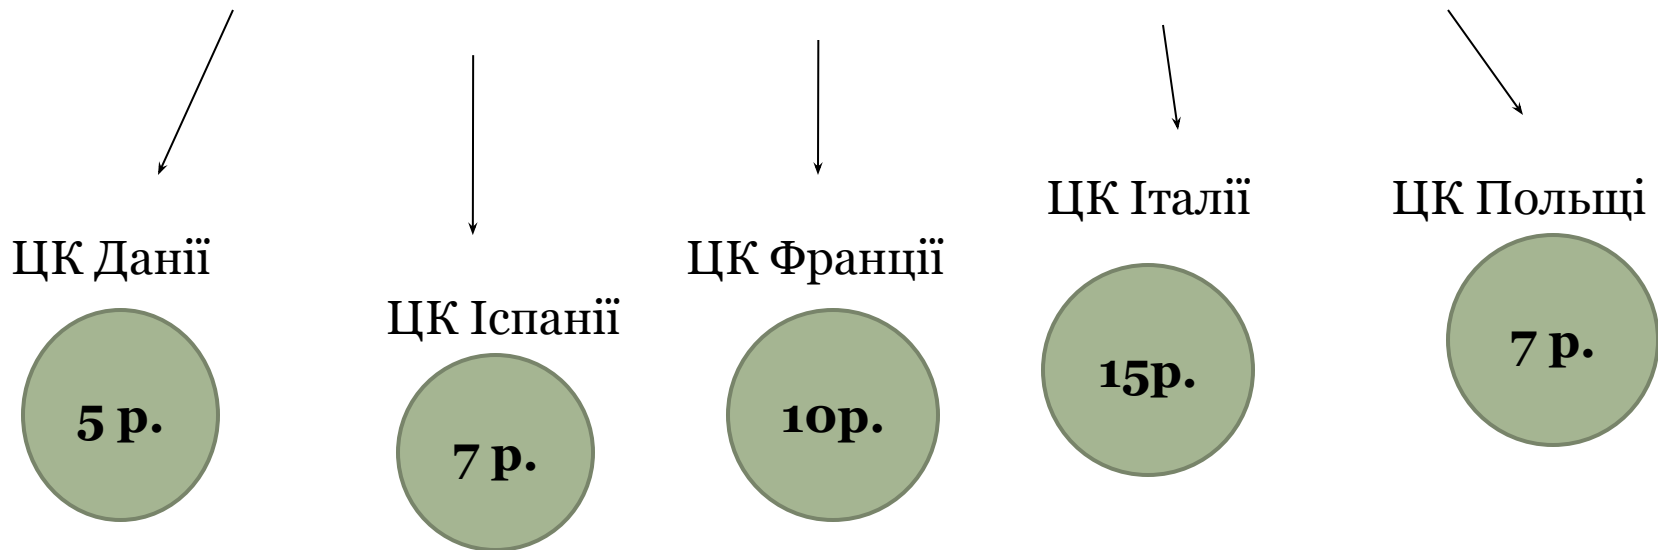 ЦК Данії
5 р.
ЦК Іспанії
7 р.
ЦК Франції
10р.
ЦК Італії
15р.
ЦК Польщі
7 р.